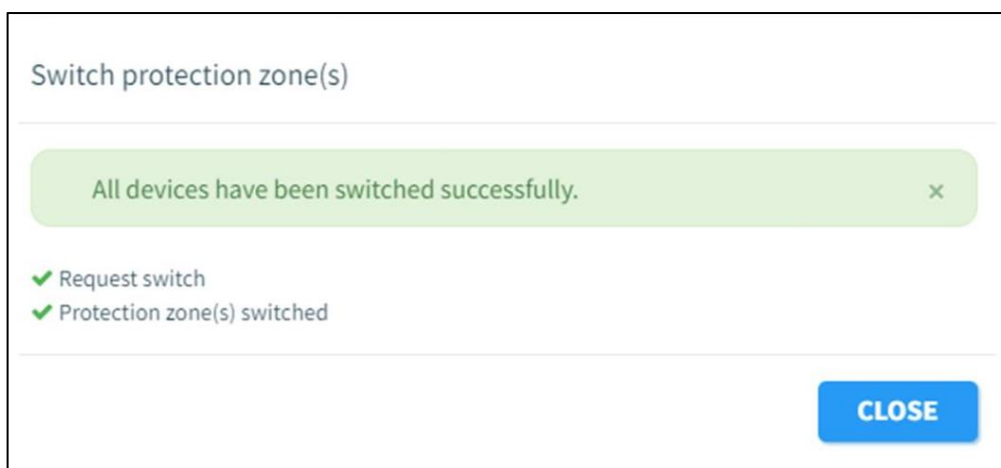 Switch protection zone(s)
All devices have been switched successfully. ×
✔ Request switch
✔ Protection zone(s) switched
CLOSE